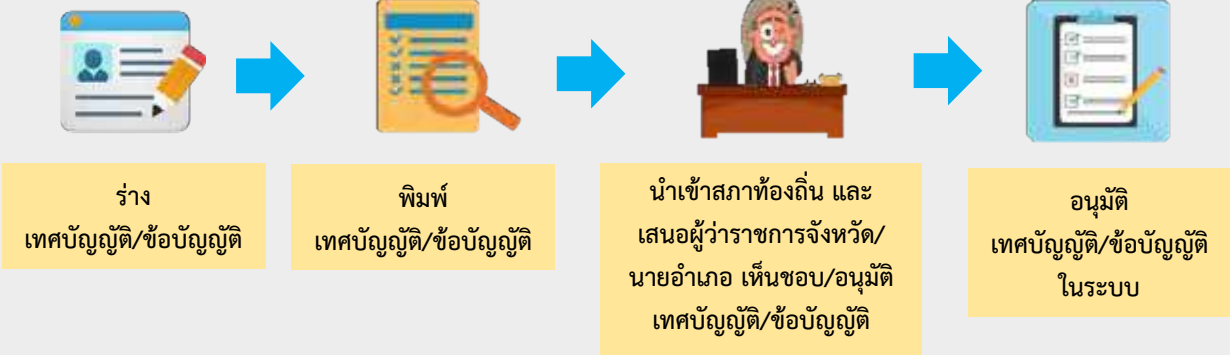 ร่าง
เทศบัญญัติ/ข้อบัญญัติ
พิมพ์
เทศบัญญัติ/ข้อบัญญัติ
นำเข้าสภาท้องถิ่น และ
เสนอผู้ว่าราชการจังหวัด/
นายอำเภอ เห็นชอบ/อนุมัติ
เทศบัญญัติ/ข้อบัญญัติ
อนุมัติ
เทศบัญญัติ/ข้อบัญญัติ
ในระบบ